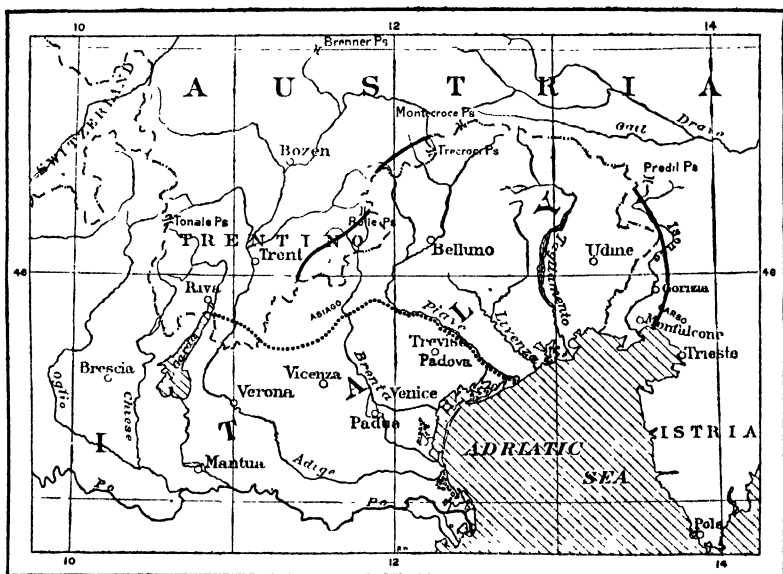 10 12 14
Brenner Ps
A U S T R I A
SWITZERLAND
Montecroce Ps
Gail
Drave
Trecroci Ps
Bozen
Predil Ps
Tonale Ps
Rolle Ps
TRENTINO
Trent
Belluno
Tagliamento
Udine
Isonzo
46 46
Riva
Gorizia
ASIAGO
Piave
Livenza
CARSO
Monfalcone
Treviso
Padova
Trieste
Garda
Brescia
Vicenza
Brenta
Venice
Oglio
Chiese
Verona
Padua
I T A L Y
ADRIATIC
SEA
ISTRIA
Mantua
Adige
Po
Po
Pola
10 12 14